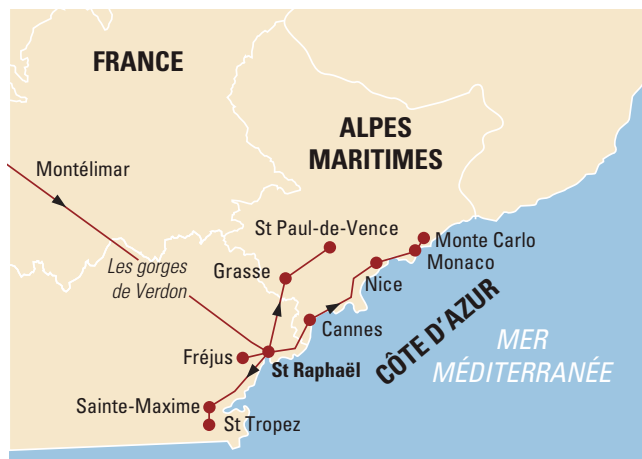 FRANCE
ALPES
MARITIMES
Montélimar
St Paul-de-Vence
Monte Carlo
Monaco
Les gorges
de Verdon
Grasse
Nice
Cannes
CÔTE D'AZUR
MER
MÉDITERRANÉE
Fréjus
St Raphaël
Sainte-Maxime
St Tropez